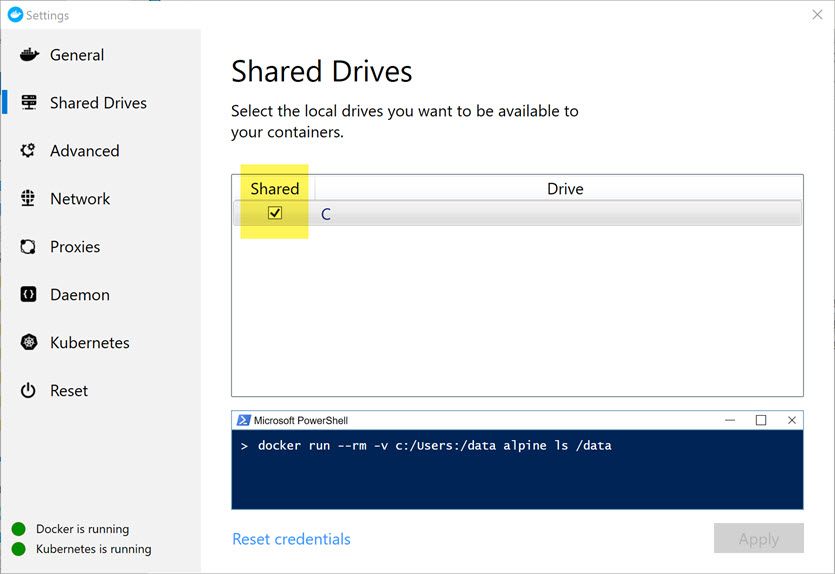 Settings
General
Shared Drives
Advanced
Network
Proxies
Daemon
Kubernetes
Reset
Docker is running
Kubernetes is running
Shared Drives
Select the local drives you want to be available to
your containers.
Shared Drive
C
Microsoft PowerShell
> docker run --rm -v c:/Users:/data alpine ls /data
Reset credentials
Apply